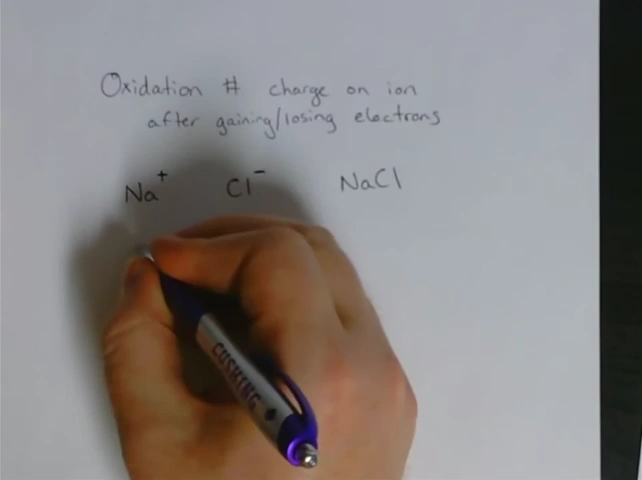 Oxidation # charge on ion
after gaining/losing electrons
Na⁺ Cl⁻ NaCl
CUSHING